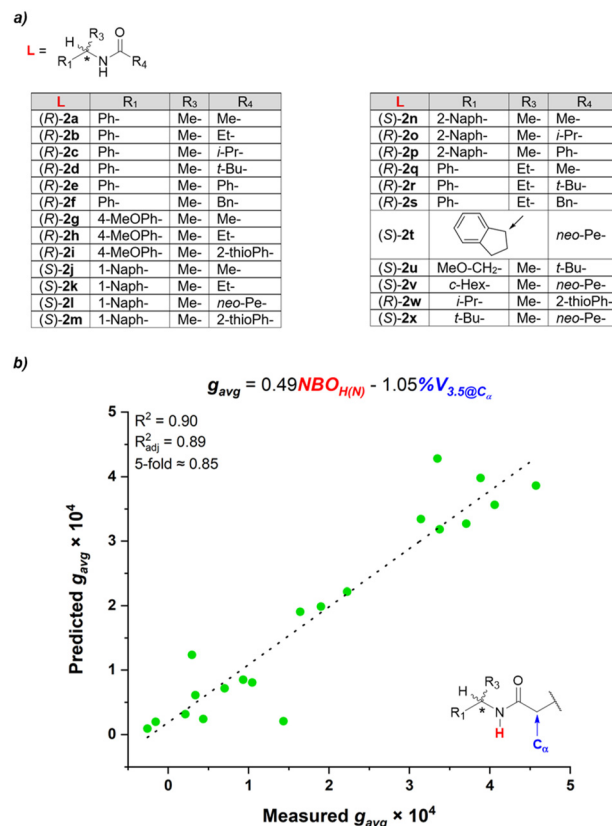 a)
L =
H R3 O
R1 * N H R4
L R1 R3 R4
(R)-2a Ph- Me- Me-
(R)-2b Ph- Me- Et-
(R)-2c Ph- Me- i-Pr-
(R)-2d Ph- Me- t-Bu-
(R)-2e Ph- Me- Ph-
(R)-2f Ph- Me- Bn-
(R)-2g 4-MeOPh- Me- Me-
(R)-2h 4-MeOPh- Me- Et-
(R)-2i 4-MeOPh- Me- 2-thioPh-
(S)-2j 1-Naph- Me- Me-
(S)-2k 1-Naph- Me- Et-
(S)-2l 1-Naph- Me- neo-Pe-
(S)-2m 1-Naph- Me- 2-thioPh-
L R1 R3 R4
(S)-2n 2-Naph- Me- Me-
(R)-2o 2-Naph- Me- i-Pr-
(R)-2p 2-Naph- Me- Ph-
(R)-2q Ph- Et- Me-
(R)-2r Ph- Et- t-Bu-
(R)-2s Ph- Et- Bn-
(S)-2t neo-Pe-
(S)-2u MeO-CH2- Me- t-Bu-
(S)-2v c-Hex- Me- neo-Pe-
(R)-2w i-Pr- Me- 2-thioPh-
(S)-2x t-Bu- Me- neo-Pe-
b)
gavg = 0.49NBOH(N) - 1.05%V3.5@Cα
R2 = 0.90
R2adj = 0.89
5-fold ≈ 0.85
5
4
3
2
1
0
Predicted gavg × 10^4
0 1 2 3 4 5
Measured gavg × 10^4
H R3 O
R1 * N
H
Cα